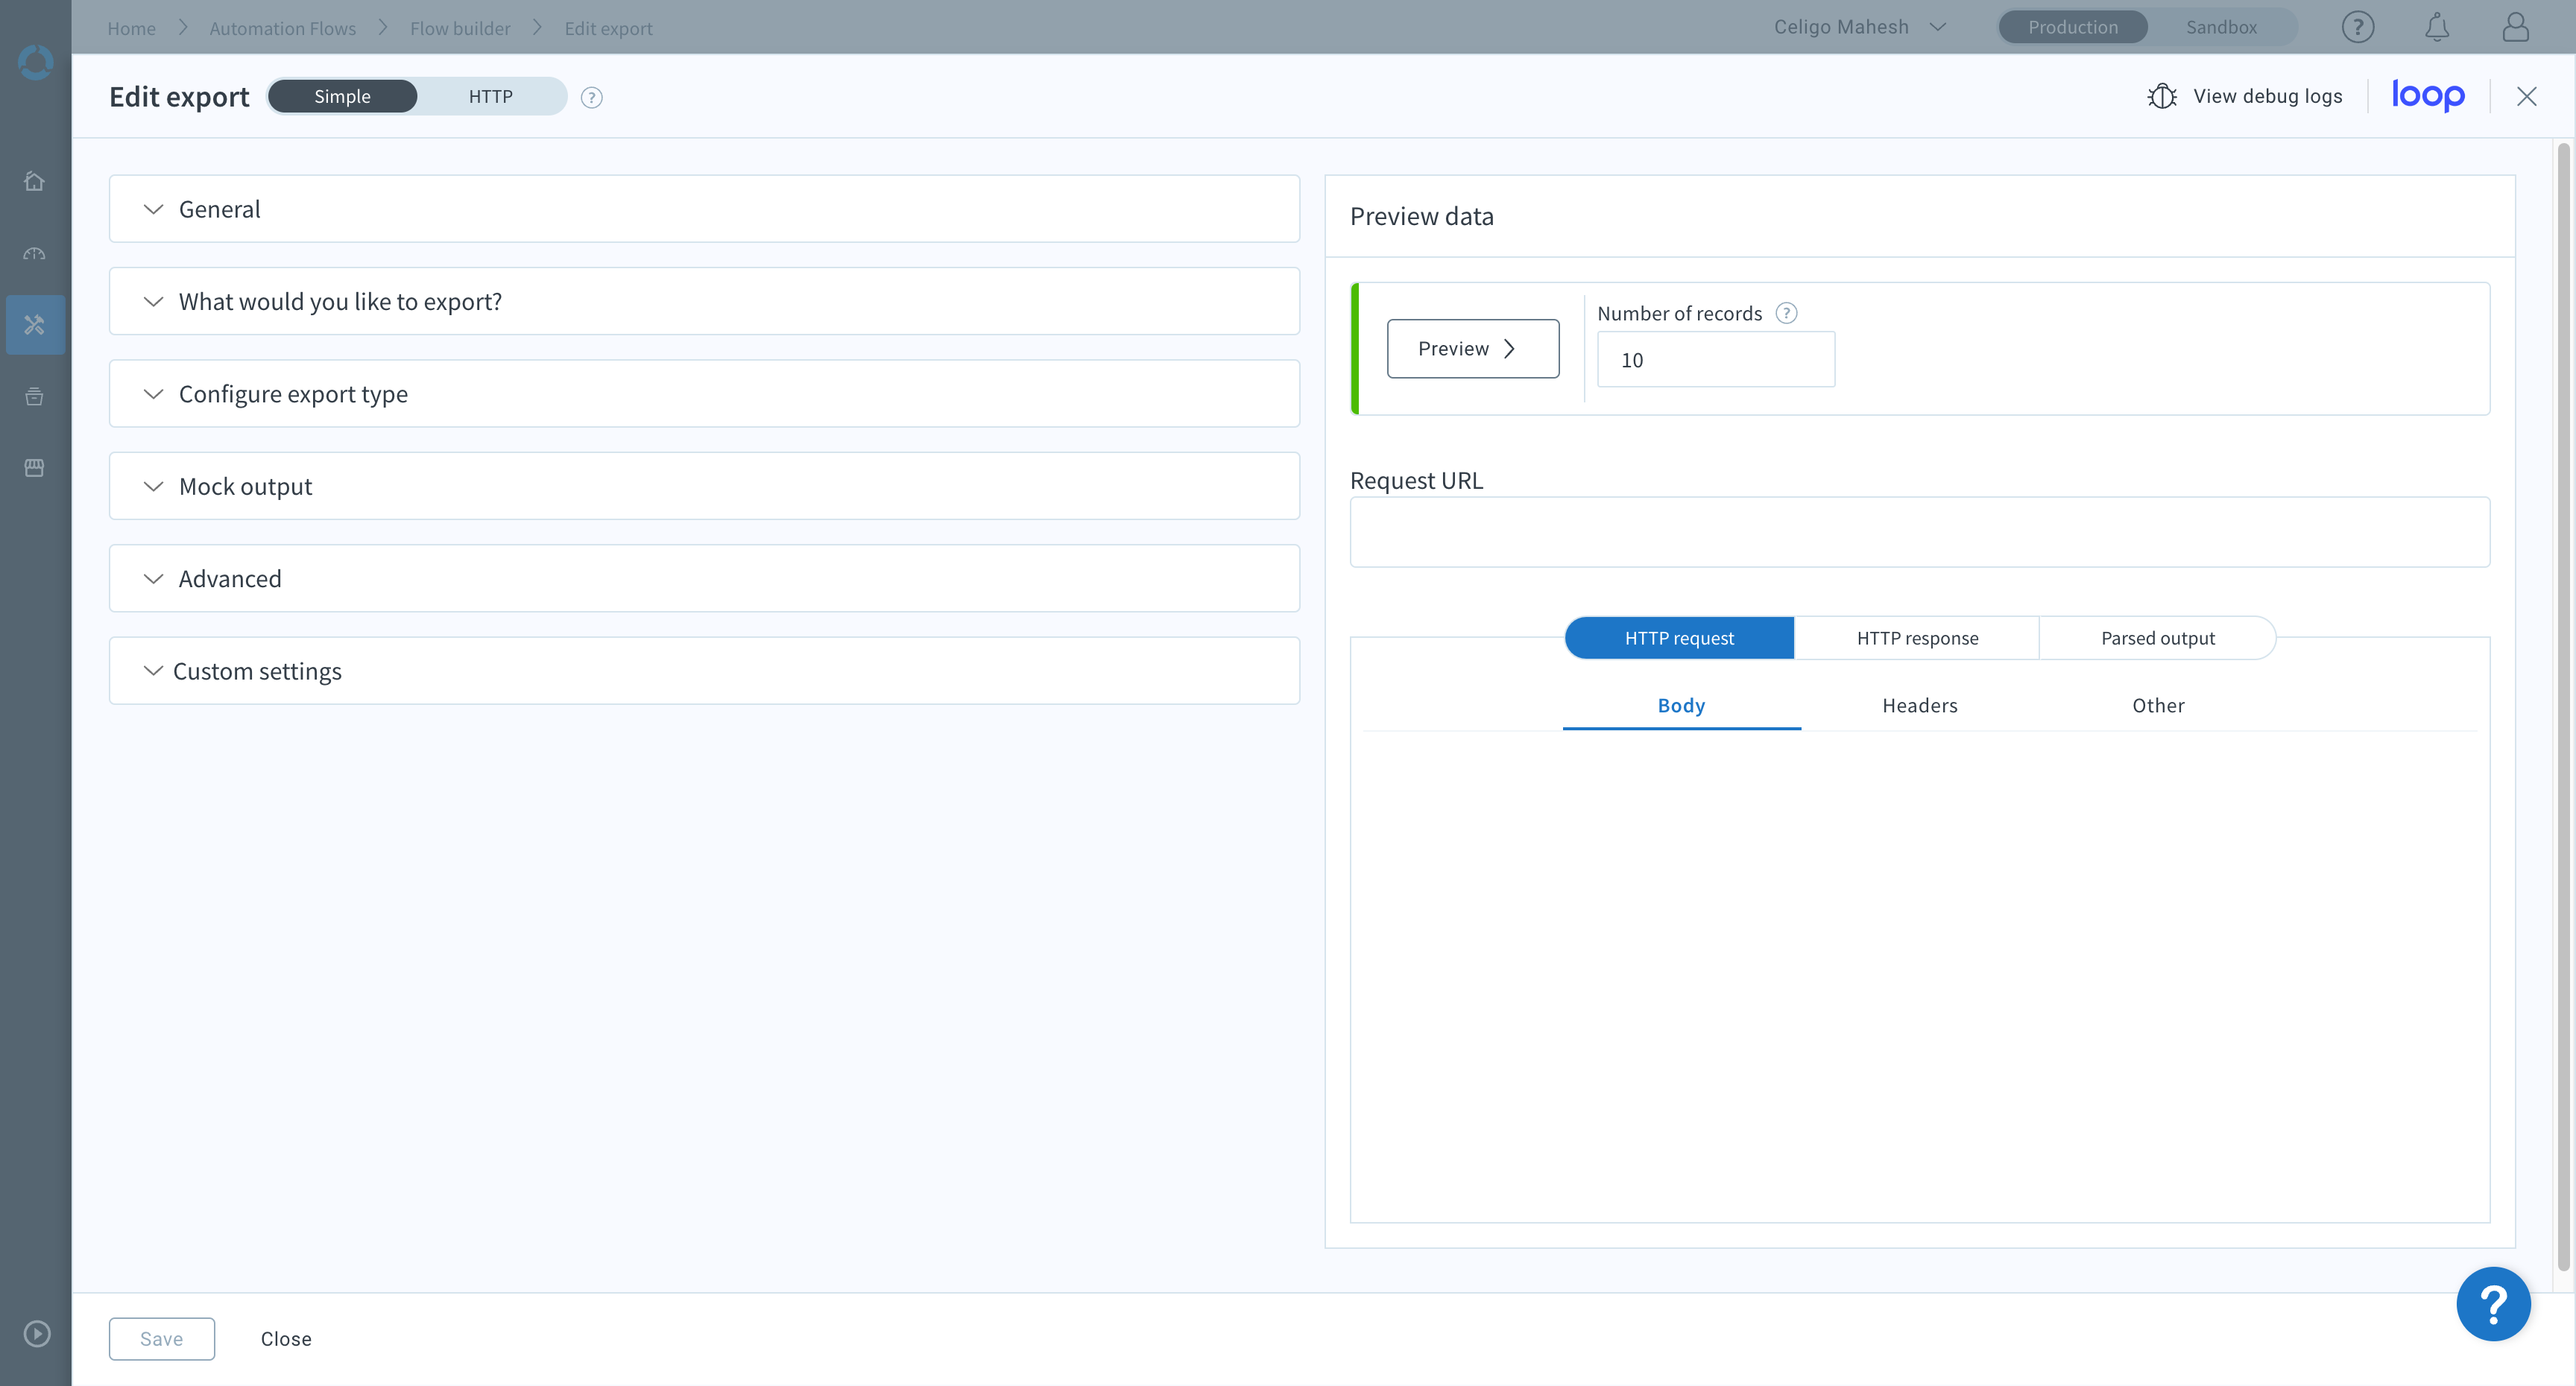 Home Automation Flows Flow builder Edit export Celigo Mahesh Production Sandbox ?
Edit export Simple HTTP ? View debug logs loop
General
What would you like to export?
Configure export type
Mock output
Advanced
Custom settings
Preview data
Number of records ?
Preview
10
Request URL
HTTP request HTTP response Parsed output
Body Headers Other
?
Save Close